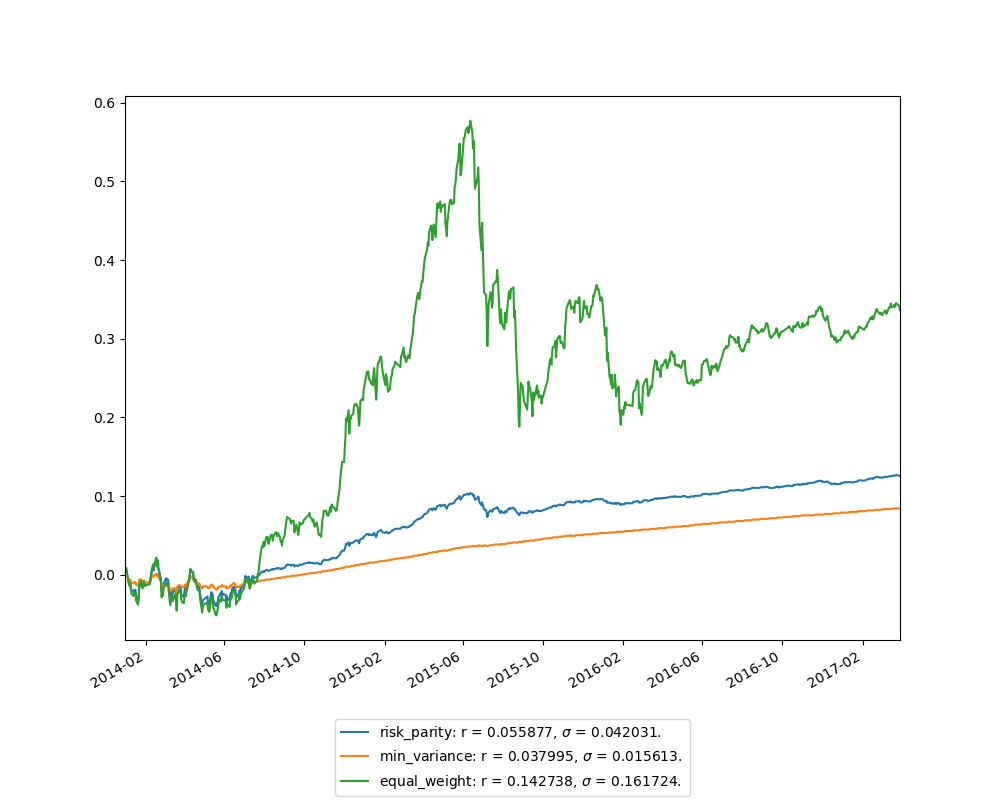 0.6
0.5
0.4
0.3
0.2
0.1
0.0
2014-02 2014-06 2014-10 2015-02 2015-06 2015-10 2016-02 2016-06 2016-10 2017-02
risk_parity: r = 0.055877, σ = 0.042031.
min_variance: r = 0.037995, σ = 0.015613.
equal_weight: r = 0.142738, σ = 0.161724.